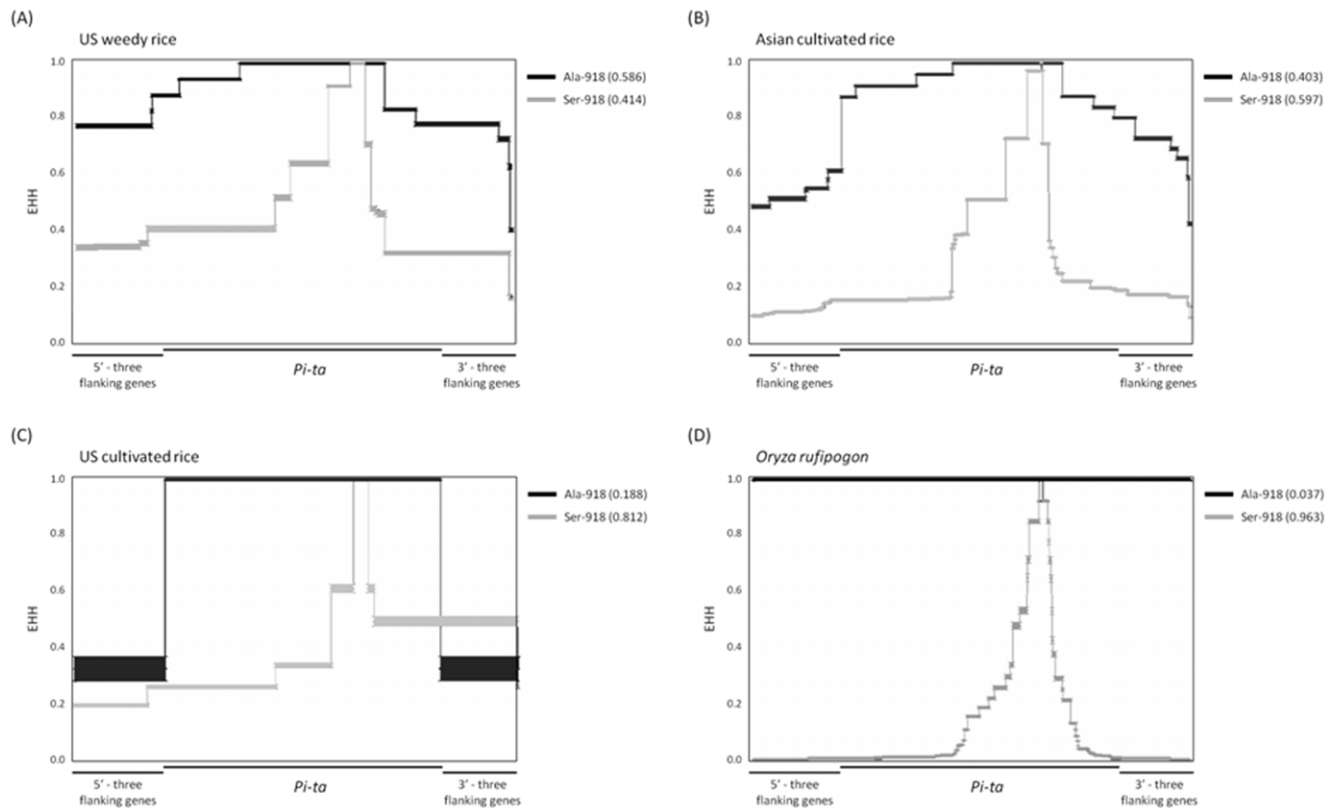 (A)
US weedy rice
1.0
0.8
0.6
0.4
0.2
0.0
EHH
Ala-918 (0.586)
Ser-918 (0.414)
5' - three
flanking genes
Pi-ta
3' - three
flanking genes
(B)
Asian cultivated rice
1.0
0.8
0.6
0.4
0.2
0.0
EHH
Ala-918 (0.403)
Ser-918 (0.597)
5' - three
flanking genes
Pi-ta
3' - three
flanking genes
(C)
US cultivated rice
1.0
0.8
0.6
0.4
0.2
0.0
EHH
Ala-918 (0.188)
Ser-918 (0.812)
5' - three
flanking genes
Pi-ta
3' - three
flanking genes
(D)
Oryza rufipogon
1.0
0.8
0.6
0.4
0.2
0.0
EHH
Ala-918 (0.037)
Ser-918 (0.963)
5' - three
flanking genes
Pi-ta
3' - three
flanking genes